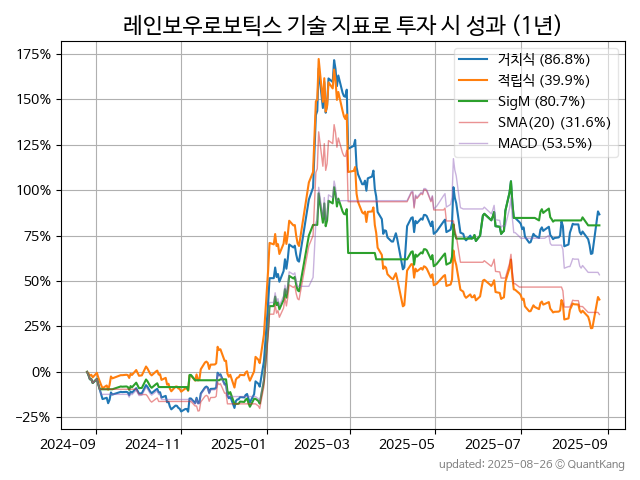 레인보우로보틱스 기술 지표로 투자 시 성과 (1년)
거치식 (86.8%)
적립식 (39.9%)
SigM (80.7%)
SMA(20) (31.6%)
MACD (53.5%)
175%
150%
125%
100%
75%
50%
25%
0%
−25%
2024-09 2024-11 2025-01 2025-03 2025-05 2025-07 2025-09
updated: 2025-08-26 © QuantKang